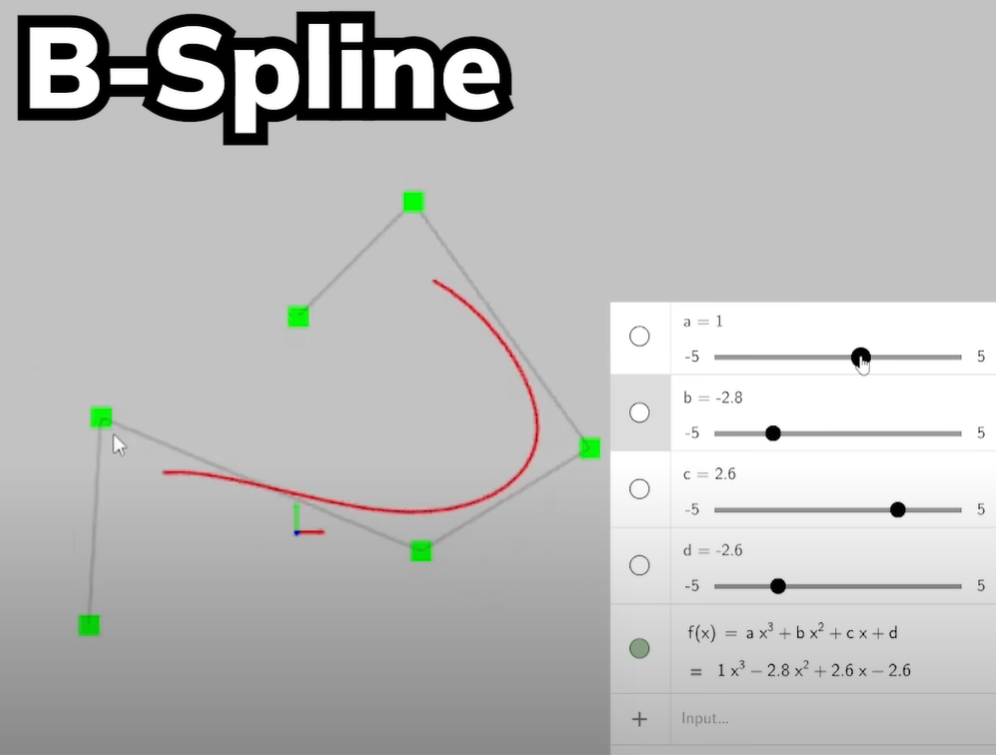 B-Spline
a = 1
-5 5
b = -2.8
-5 5
c = 2.6
-5 5
d = -2.6
-5 5
f(x) = a x³ + b x² + c x + d
= 1 x³ − 2.8 x² + 2.6 x − 2.6
+ Input...